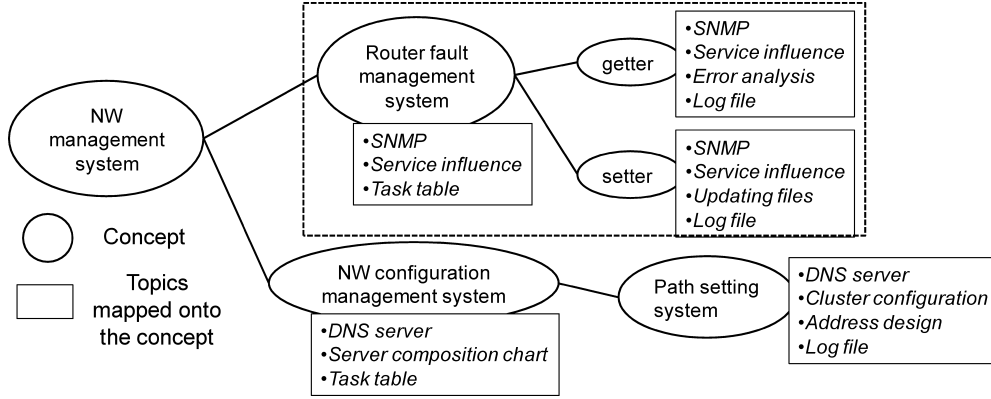 NW
management
system
Router fault
management
system
•SNMP
•Service influence
•Task table
getter
•SNMP
•Service influence
•Error analysis
•Log file
setter
•SNMP
•Service influence
•Updating files
•Log file
NW configuration
management system
•DNS server
•Server composition chart
•Task table
Path setting
system
•DNS server
•Cluster configuration
•Address design
•Log file
Concept
Topics
mapped onto
the concept